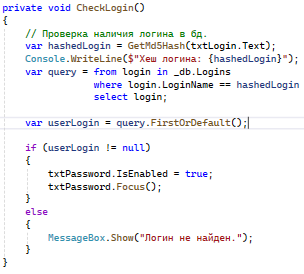 private void CheckLogin()
{
// Проверка наличия логина в бд.
var hashedLogin = GetMd5Hash(txtLogin.Text);
Console.WriteLine($"Хеш логина: {hashedLogin}");
var query = from login in _db.Logins
where login.LoginName == hashedLogin
select login;
var userLogin = query.FirstOrDefault();
if (userLogin != null)
{
txtPassword.IsEnabled = true;
txtPassword.Focus();
}
else
{
MessageBox.Show("Логин не найден.");
}
}